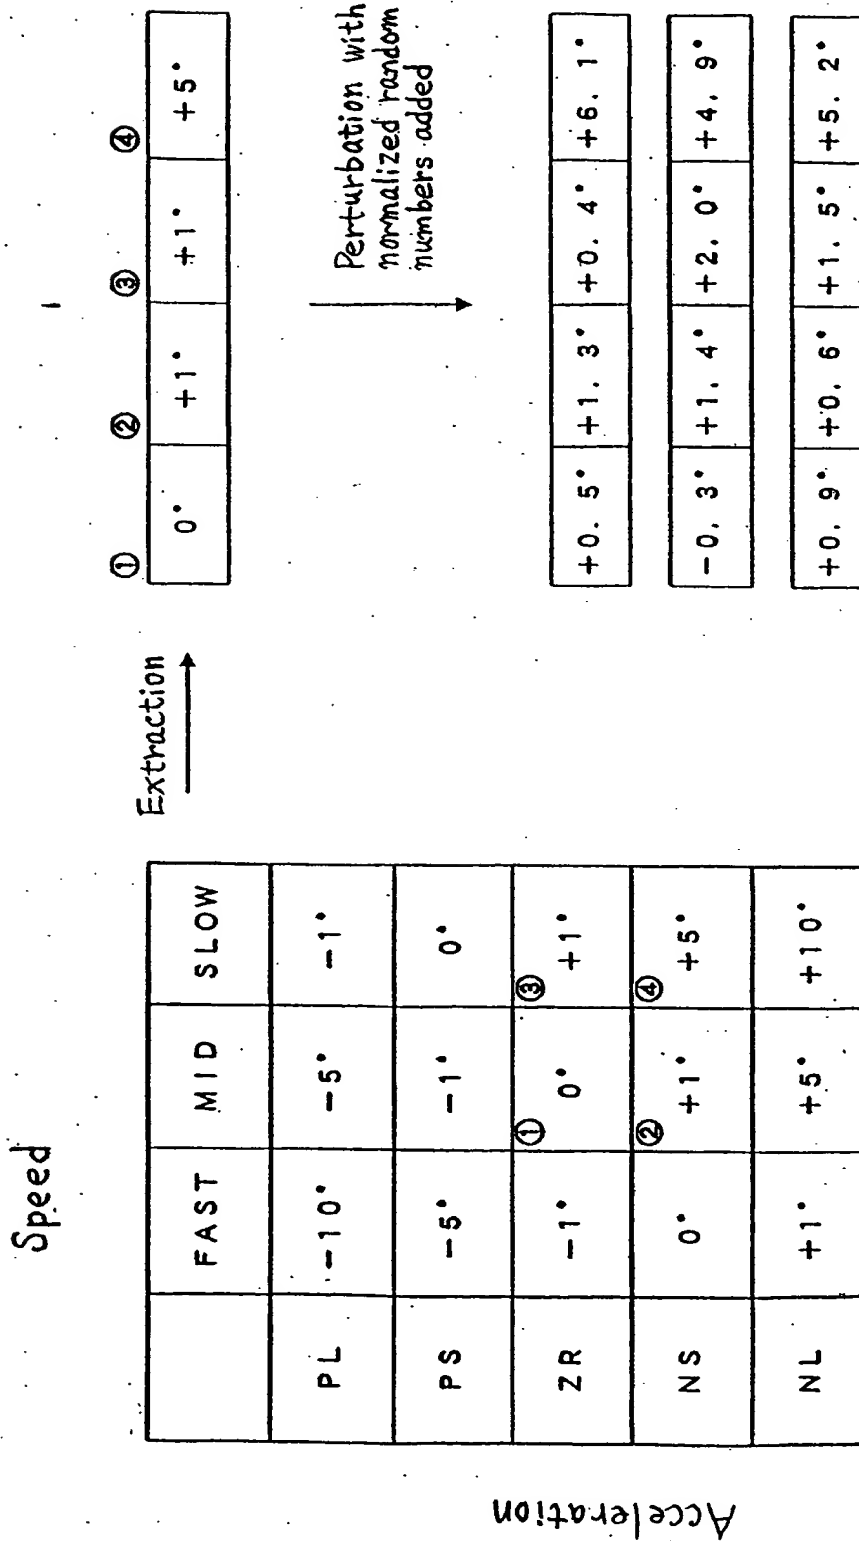 Speed
FAST MID SLOW
PL −10° −5° −1°
PS −5° −1° 0°
ZR −1° ① 0° ③ +1°
NS 0° ② +1° ④ +5°
NL +1° +5° +10°
Acceleration
Extraction
① ② ③ ④
0° +1° +1° +5°
Perturbation with
normalized random
numbers added
+0. 5° +1. 3° +0. 4° +6. 1°
−0. 3° +1. 4° +2. 0° +4. 9°
+0. 9° +0. 6° +1. 5° +5. 2°